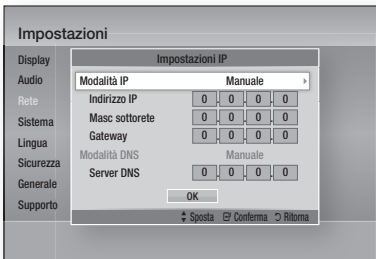 Impostazioni
Display
Audio
Rete
Sistema
Lingua
Sicurezza
Generale
Supporto
Impostazioni IP
Modalità IP Manuale
Indirizzo IP 0 . 0 . 0 . 0
Masc sottorete 0 . 0 . 0 . 0
Gateway 0 . 0 . 0 . 0
Modalità DNS Manuale
Server DNS 0 . 0 . 0 . 0
OK
Sposta Conferma Ritorna